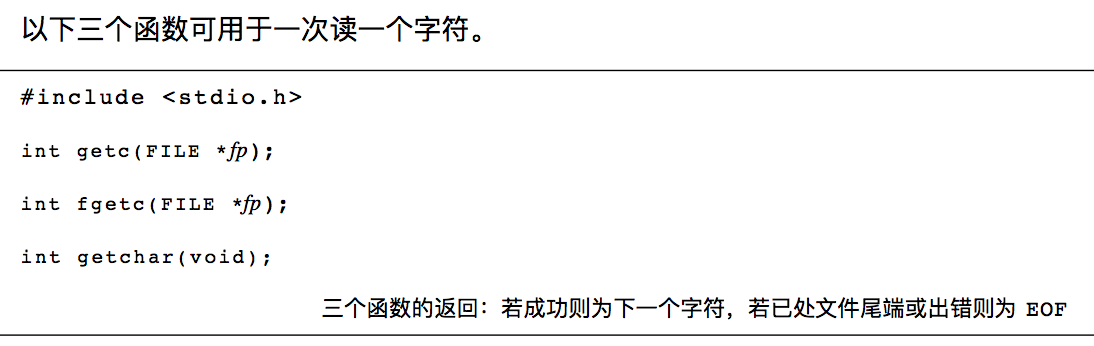 以下三个函数可用于一次读一个字符。
#include <stdio.h>
int getc(FILE *fp);
int fgetc(FILE *fp);
int getchar(void);
三个函数的返回：若成功则为下一个字符，若已处文件尾端或出错则为 EOF